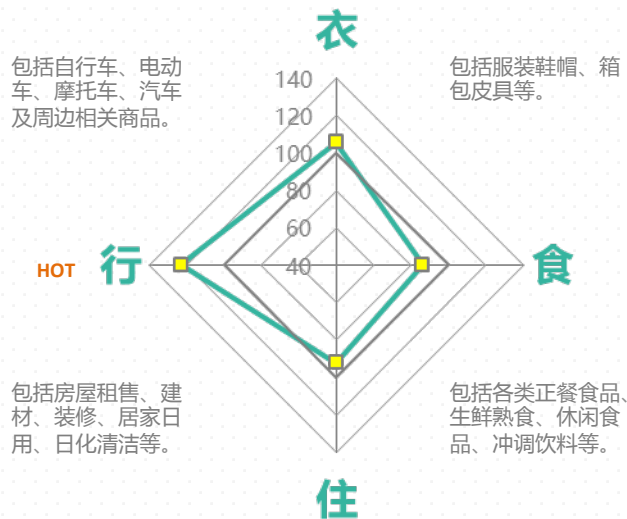 衣
包括自行车、电动
车、摩托车、汽车
及周边相关商品。
包括服装鞋帽、箱
包皮具等。
140
120
100
80
60
40
HOT
行
食
包括房屋租售、建
材、装修、居家日
用、日化清洁等。
包括各类正餐食品、
生鲜熟食、休闲食
品、冲调饮料等。
住